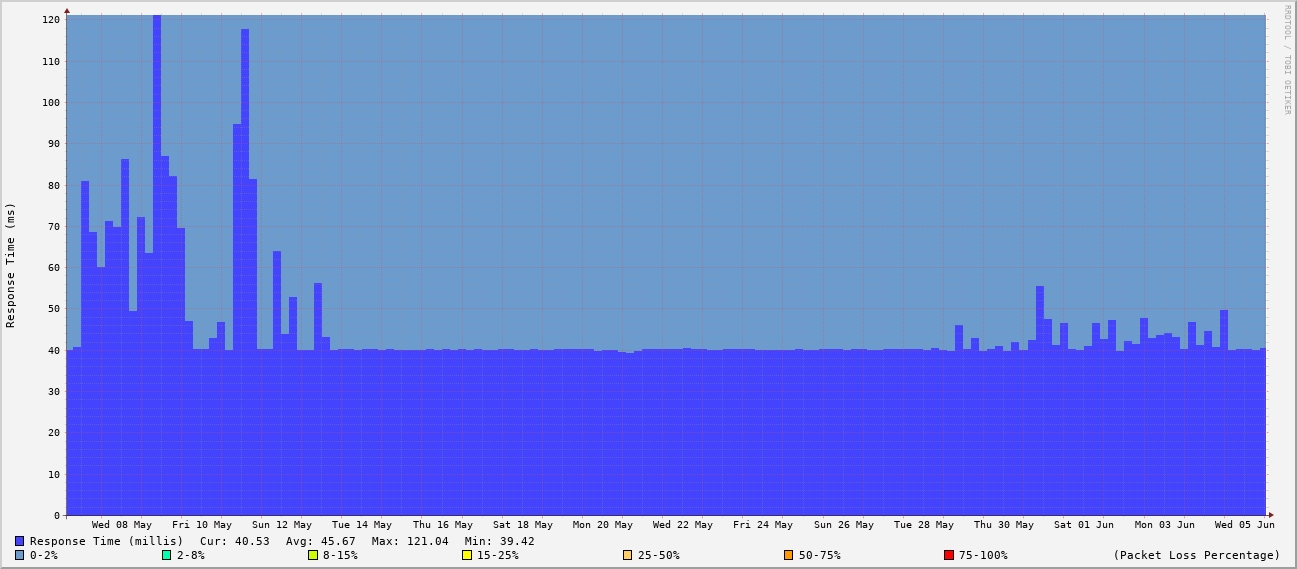 RRDTOOL / TOBI OETIKER
Response Time (ms)
120
110
100
90
80
70
60
50
40
30
20
10
0
Wed 08 May Fri 10 May Sun 12 May Tue 14 May Thu 16 May Sat 18 May Mon 20 May Wed 22 May Fri 24 May Sun 26 May Tue 28 May Thu 30 May Sat 01 Jun Mon 03 Jun Wed 05 Jun
Response Time (millis) Cur: 40.53 Avg: 45.67 Max: 121.04 Min: 39.42
0-2% 2-8% 8-15% 15-25% 25-50% 50-75% 75-100% (Packet Loss Percentage)